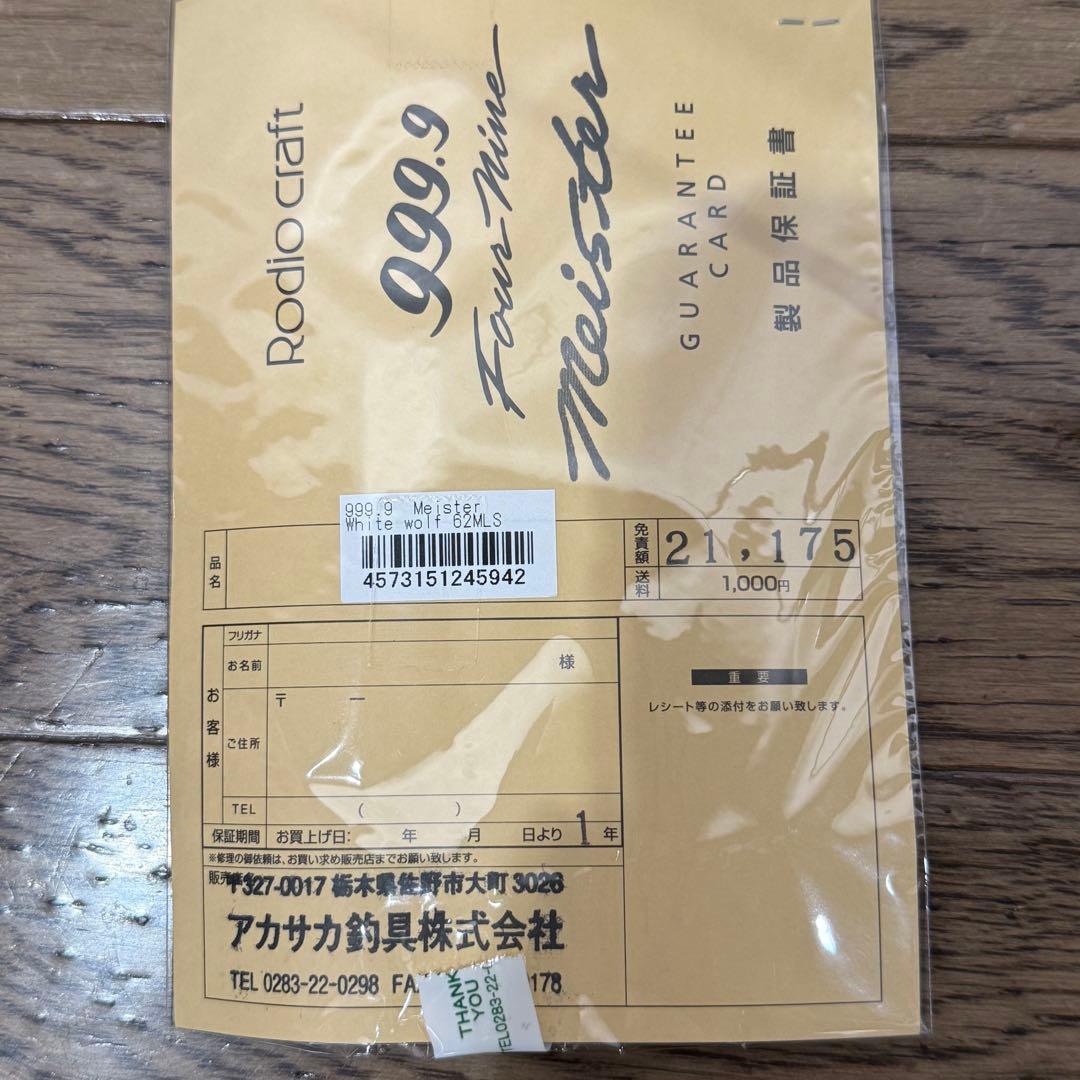 Rodio craft
999.9
Four Nine
Meister
GUARANTEE
CARD
製品保証書
品名
999.9 Meister
White wolf 62MLS
4573151245942
免責額 21,175
送料 1,000円
お客様
フリガナ
お名前 様
ご住所 〒 ー
TEL ( )
保証期間 お買上げ日: 年 月 日より 1 年
※修理の御依頼は、お買い求め販売店までお願い致します。
重要
レシート等の添付をお願い致します。
〒327-0017 栃木県佐野市大町3026
アカサカ釣具株式会社
TEL 0283-22-0298 FA 178
THANK
YOU
TEL0283-22-